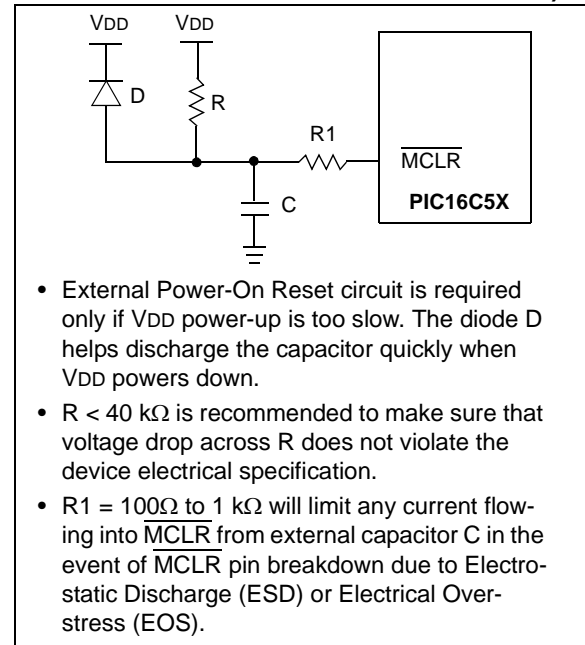 VDD VDD
D
R
R1
MCLR
PIC16C5X
C
• External Power-On Reset circuit is required
only if VDD power-up is too slow. The diode D
helps discharge the capacitor quickly when
VDD powers down.
• R < 40 kΩ is recommended to make sure that
voltage drop across R does not violate the
device electrical specification.
• R1 = 100Ω to 1 kΩ will limit any current flow-
ing into MCLR from external capacitor C in the
event of MCLR pin breakdown due to Electro-
static Discharge (ESD) or Electrical Over-
stress (EOS).